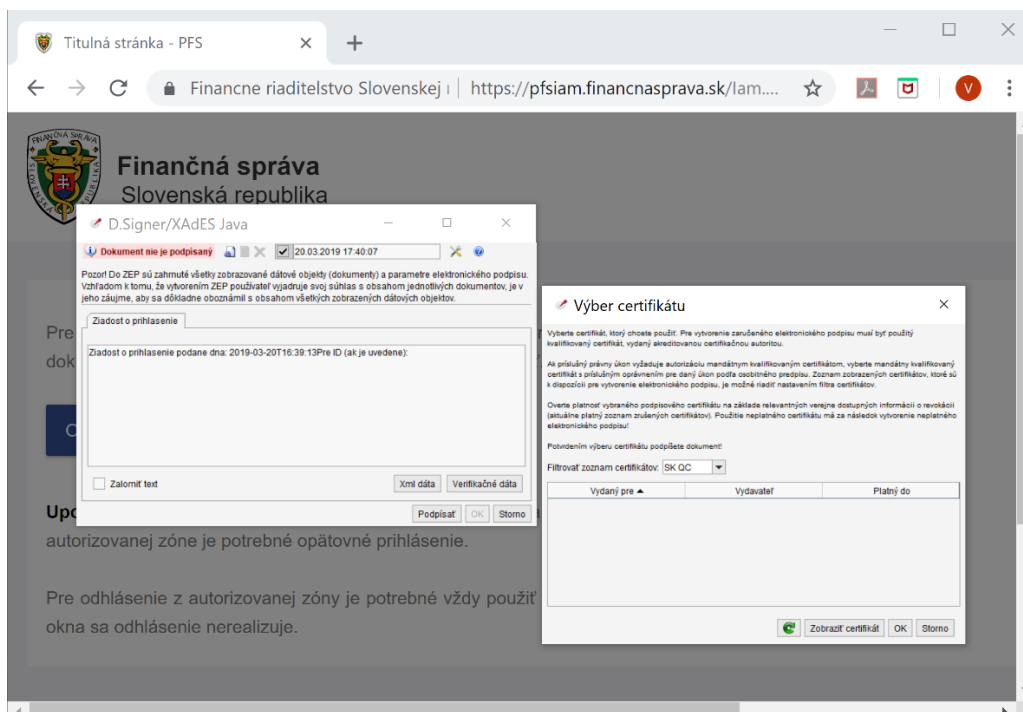 Titulná stránka - PFS
Financne riaditelstvo Slovenskej
https://pfsiam.financnasprava.sk/lam....
V
FINANČNÁ SPRÁVA
SLOVENSKÁ REPUBLIKA
Finančná správa
Slovenská republika
D.Signer/XAdES Java
Dokument nie je podpisaný
20.03.2019 17:40:07
Pozor! Do ZEP sú zahrnuté všetky zobrazované dátové objekty (dokumenty) a parametre elektronického podpisu.
Vzhľadom k tomu, že vytvorením ZEP používateľ vyjadruje svoj súhlas s obsahom jednotlivých dokumentov, je v
jeho záujme, aby sa dôkladne oboznámil s obsahom všetkých zobrazených dátových objektov.
Ziadost o prihlasenie
Ziadost o prihlasenie podane dna: 2019-03-20T16:39:13Pre ID (ak je uvedene):
Zalomiť text
Xml dáta
Verifikačné dáta
Podpísať
OK
Storno
Výber certifikátu
Vyberte certifikát, ktorý chcete použiť. Pre vytvorenie zaručeného elektronického podpisu musí byť použitý
kvalifikovaný certifikát, vydaný akreditovanou certifikačnou autoritou.
Ak príslušný právny úkon vyžaduje autorizáciu mandátnym kvalifikovaným certifikátom, vyberte mandátny kvalifikovaný
certifikát s príslušným oprávnením pre daný úkon podľa osobitného predpisu. Zoznam zobrazených certifikátov, ktoré sú
k dispozícii pre vytvorenie elektronického podpisu, je možné riadiť nastavením filtra certifikátov.
Overte platnosť vybraného podpisového certifikátu na základe relevantných verejne dostupných informácií o revokácii
(aktuálne platný zoznam zrušených certifikátov). Použitie neplatného certifikátu má za následok vytvorenie neplatného
elektronického podpisu!
Potvrdením výberu certifikátu podpíšete dokument!
Filtrovať zoznam certifikátov: SK QC
Vydaný pre
Vydavateľ
Platný do
Zobraziť certifikát
OK
Storno
Pre
dok
Upo
autorizovanej zóne je potrebné opätovné prihlásenie.
Pre odhlásenie z autorizovanej zóny je potrebné vždy použiť
okna sa odhlásenie nerealizuje.